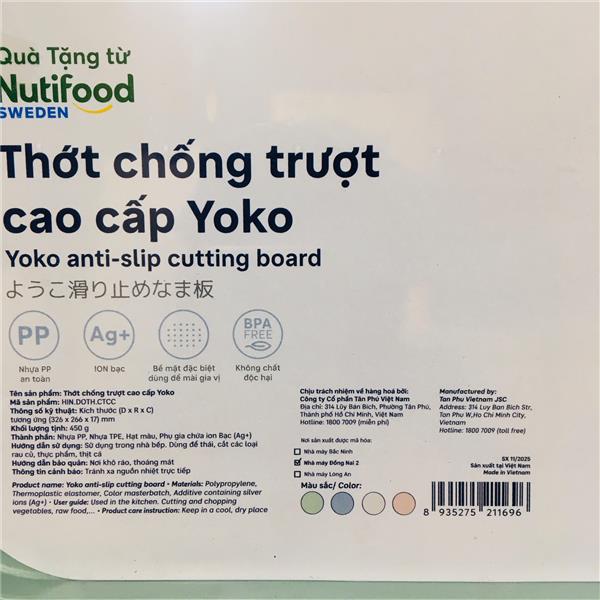 Quà Tặng từ
Nutifood
SWEDEN
Thớt chống trượt
cao cấp Yoko
Yoko anti-slip cutting board
ようこ滑り止めなま板
PP
Ag+
BPA
FREE
Nhựa PP
an toàn
ION bạc
Bề mặt đặc biệt
dùng để mài gia vị
Không chất
độc hại
Tên sản phẩm: Thớt chống trượt cao cấp Yoko
Mã sản phẩm: HIN.DOTH.CTCC
Thông số kỹ thuật: Kích thước (D x R x C)
tương ứng (326 x 266 x 17) mm
Khối lượng tịnh: 450 g
Thành phần: Nhựa PP, Nhựa TPE, Hạt màu, Phụ gia chứa ion Bạc (Ag+)
Hướng dẫn sử dụng: Sử dụng trong nhà bếp. Dùng để thái, cắt các loại
rau củ, thực phẩm, thịt cá
Hướng dẫn bảo quản: Nơi khô ráo, thoáng mát
Thông tin cảnh báo: Tránh xa nguồn nhiệt trực tiếp
Product name: Yoko anti-slip cutting board • Materials: Polypropylene,
Thermoplastic elastomer, Color masterbatch, Additive containing silver
ions (Ag+) • User guide: Used in the kitchen. Cutting and chopping
vegetables, raw food,... • Product care instruction: Keep in a cool, dry place
Chịu trách nhiệm về hàng hoá bởi:
Công ty Cổ phần Tân Phú Việt Nam
Địa chỉ: 314 Lũy Bán Bích, Phường Tân Phú,
Thành phố Hồ Chí Minh, Việt Nam
Hotline: 1800 7009 (miễn phí)
Nơi sản xuất được mã hóa:
Nhà máy Bắc Ninh
Nhà máy Đồng Nai 2
Nhà máy Long An
Màu sắc/ Color:
Manufactured by:
Tan Phu Vietnam JSC
Address: 314 Luy Ban Bich Str,
Tan Phu W,Ho Chi Minh City,
Vietnam
Hotline: 1800 7009 (toll free)
SX 11/2025
Sản xuất tại Việt Nam
Made in Vietnam
8 935275 211696